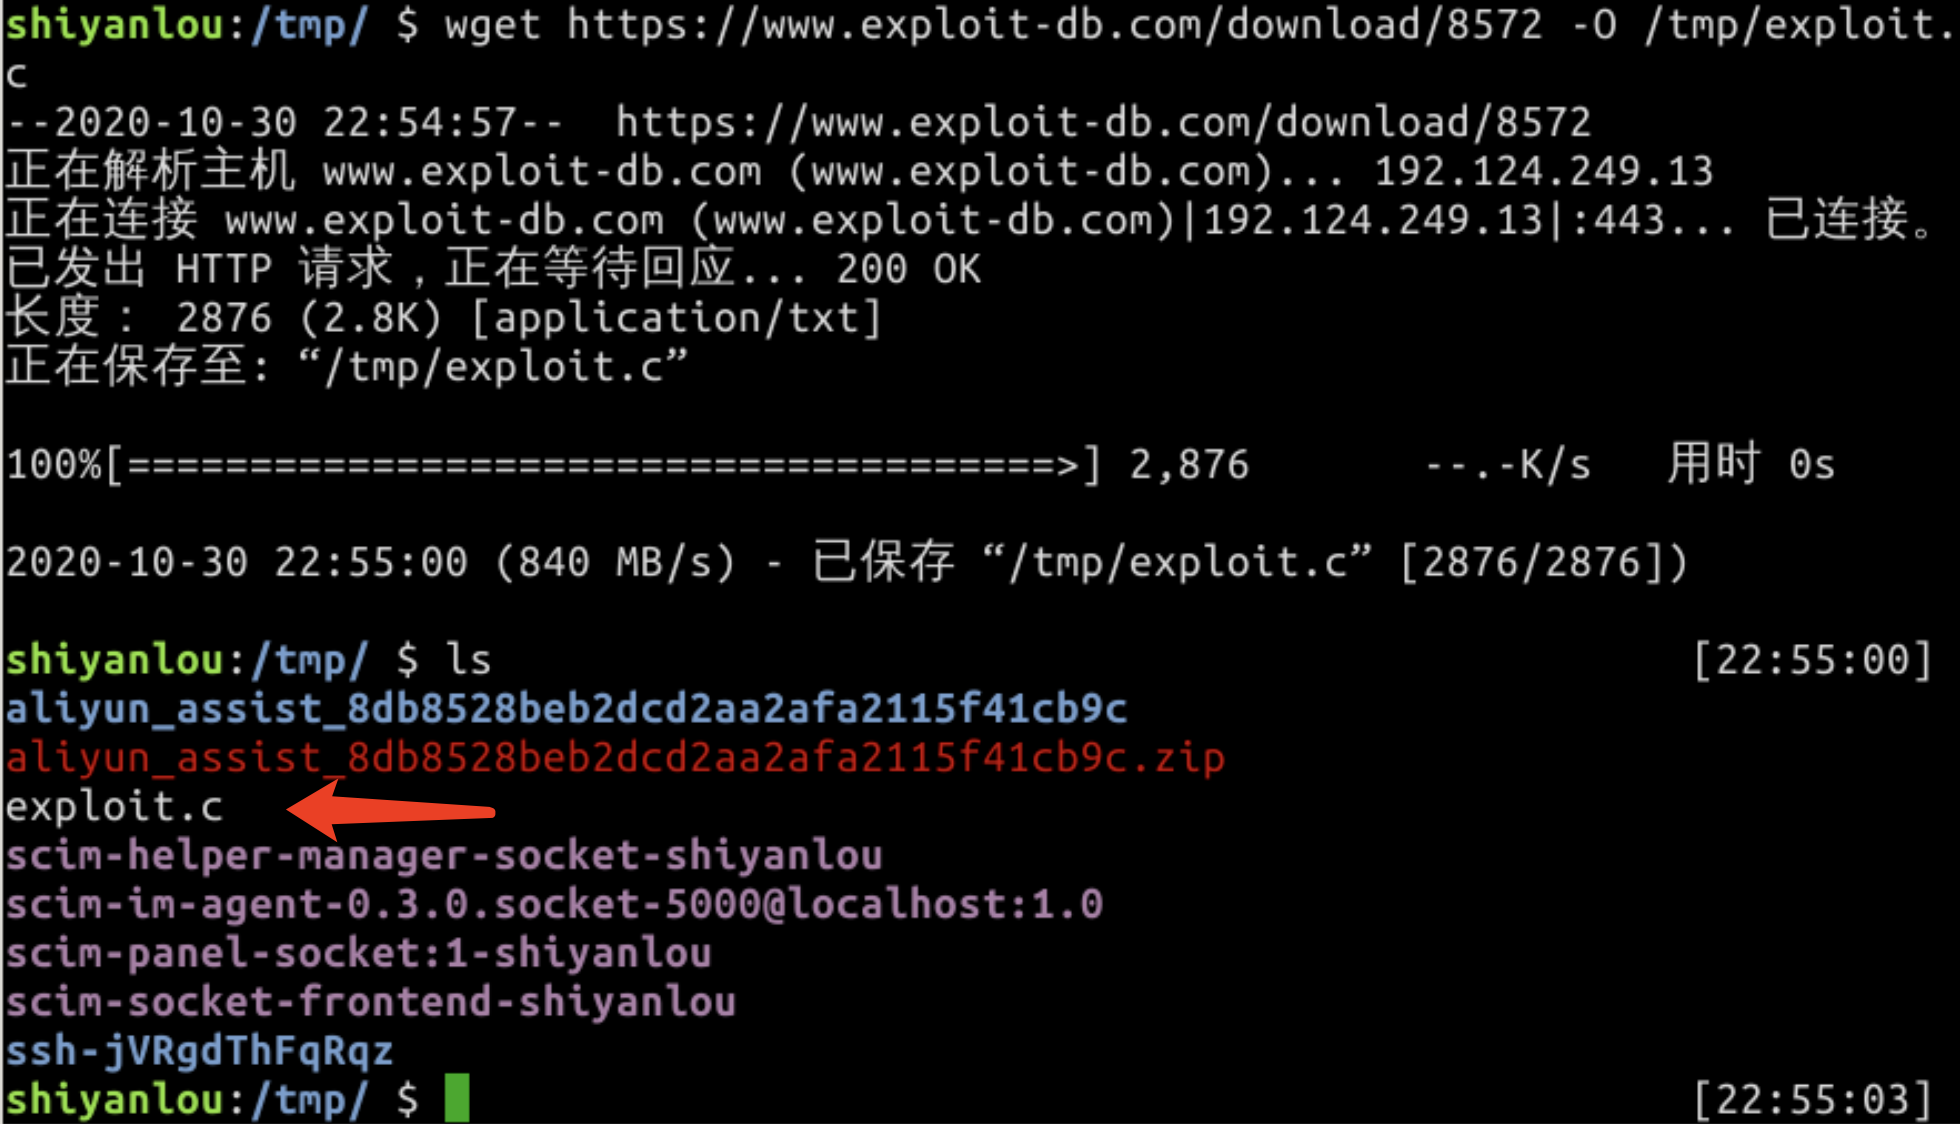 shiyanlou:/tmp/ $ wget https://www.exploit-db.com/download/8572 -O /tmp/exploit.
c
--2020-10-30 22:54:57--  https://www.exploit-db.com/download/8572
正在解析主机 www.exploit-db.com (www.exploit-db.com)... 192.124.249.13
正在连接 www.exploit-db.com (www.exploit-db.com)|192.124.249.13|:443... 已连接。
已发出 HTTP 请求，正在等待回应... 200 OK
长度： 2876 (2.8K) [application/txt]
正在保存至: “/tmp/exploit.c”
100%[======================================>] 2,876       --.-K/s   用时 0s
2020-10-30 22:55:00 (840 MB/s) - 已保存 “/tmp/exploit.c” [2876/2876])
shiyanlou:/tmp/ $ ls [22:55:00]
aliyun_assist_8db8528beb2dcd2aa2afa2115f41cb9c
aliyun_assist_8db8528beb2dcd2aa2afa2115f41cb9c.zip
exploit.c
scim-helper-manager-socket-shiyanlou
scim-im-agent-0.3.0.socket-5000@localhost:1.0
scim-panel-socket:1-shiyanlou
scim-socket-frontend-shiyanlou
ssh-jVRgdThFqRqz
shiyanlou:/tmp/ $ [22:55:03]